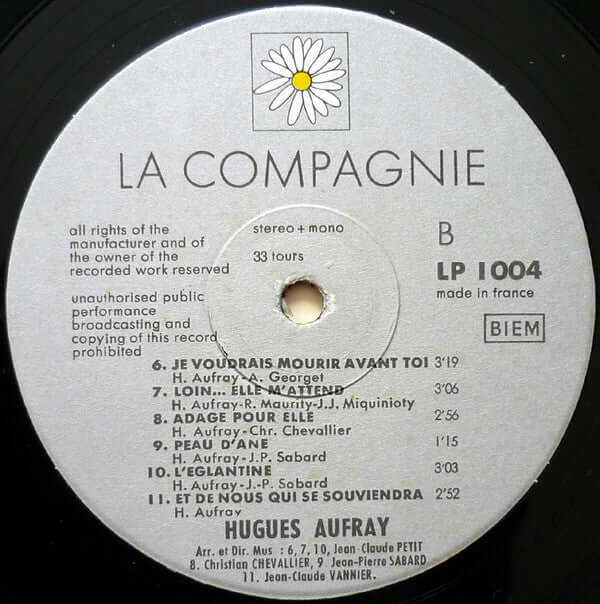 LA COMPAGNIE
all rights of the
manufacturer and of
the owner of the
recorded work reserved
unauthorised public
performance
broadcasting and
copying of this record
prohibited
stereo + mono
33 tours
B
LP 1004
made in france
BIEM
6. JE VOUDRAIS MOURIR AVANT TOI 3'19
H. Aufray-A. Georget
7. LOIN... ELLE M'ATTEND 3'06
H. Aufray-R. Maurity-J.J. Miquinioty
8. ADAGE POUR ELLE 2'56
H. Aufray-Chr. Chevallier
9. PEAU D'ANE 1'15
H. Aufray-J.P. Sabard
10. L'EGLANTINE 3'03
H. Aufray-J.-P. Sabard
11. ET DE NOUS QUI SE SOUVIENDRA 2'52
H. Aufray
HUGUES AUFRAY
Arr. et Dir. Mus : 6, 7, 10, Jean-Claude PETIT
8. Christian CHEVALLIER, 9 Jean-Pierre SABARD
11. Jean-Claude VANNIER.